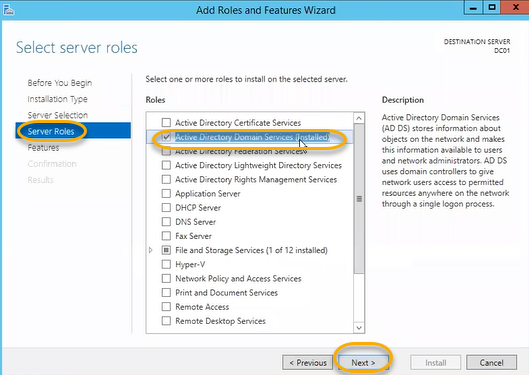 Add Roles and Features Wizard
Select server roles
DESTINATION SERVER
DC01
Before You Begin
Installation Type
Server Selection
Server Roles
Features
Confirmation
Results
Select one or more roles to install on the selected server.
Roles
Active Directory Certificate Services
Active Directory Domain Services (Installed)
Active Directory Federation Services
Active Directory Lightweight Directory Services
Active Directory Rights Management Services
Application Server
DHCP Server
DNS Server
Fax Server
File and Storage Services (1 of 12 installed)
Hyper-V
Network Policy and Access Services
Print and Document Services
Remote Access
Remote Desktop Services
Description
Active Directory Domain Services
(AD DS) stores information about
objects on the network and makes
this information available to users
and network administrators. AD DS
uses domain controllers to give
network users access to permitted
resources anywhere on the network
through a single logon process.
< Previous
Next >
Install
Cancel